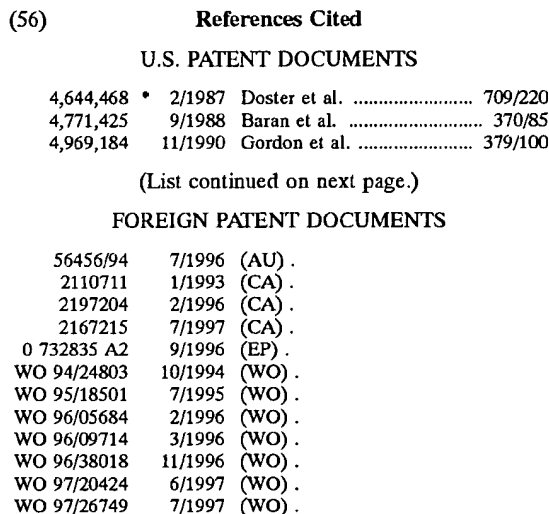 (56) References Cited
U.S. PATENT DOCUMENTS
4,644,468 * 2/1987 Doster et al. ........................ 709/220
4,771,425 9/1988 Baran et al. ........................... 370/85
4,969,184 11/1990 Gordon et al. ..................... 379/100
(List continued on next page.)
FOREIGN PATENT DOCUMENTS
56456/94 7/1996 (AU) .
2110711 1/1993 (CA) .
2197204 2/1996 (CA) .
2167215 7/1997 (CA) .
0 732835 A2 9/1996 (EP) .
WO 94/24803 10/1994 (WO) .
WO 95/18501 7/1995 (WO) .
WO 96/05684 2/1996 (WO) .
WO 96/09714 3/1996 (WO) .
WO 96/38018 11/1996 (WO) .
WO 97/20424 6/1997 (WO) .
WO 97/26749 7/1997 (WO) .